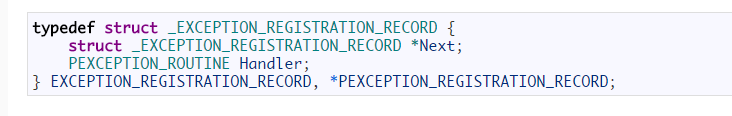 typedef struct _EXCEPTION_REGISTRATION_RECORD {
    struct _EXCEPTION_REGISTRATION_RECORD *Next;
    PEXCEPTION_ROUTINE Handler;
} EXCEPTION_REGISTRATION_RECORD, *PEXCEPTION_REGISTRATION_RECORD;